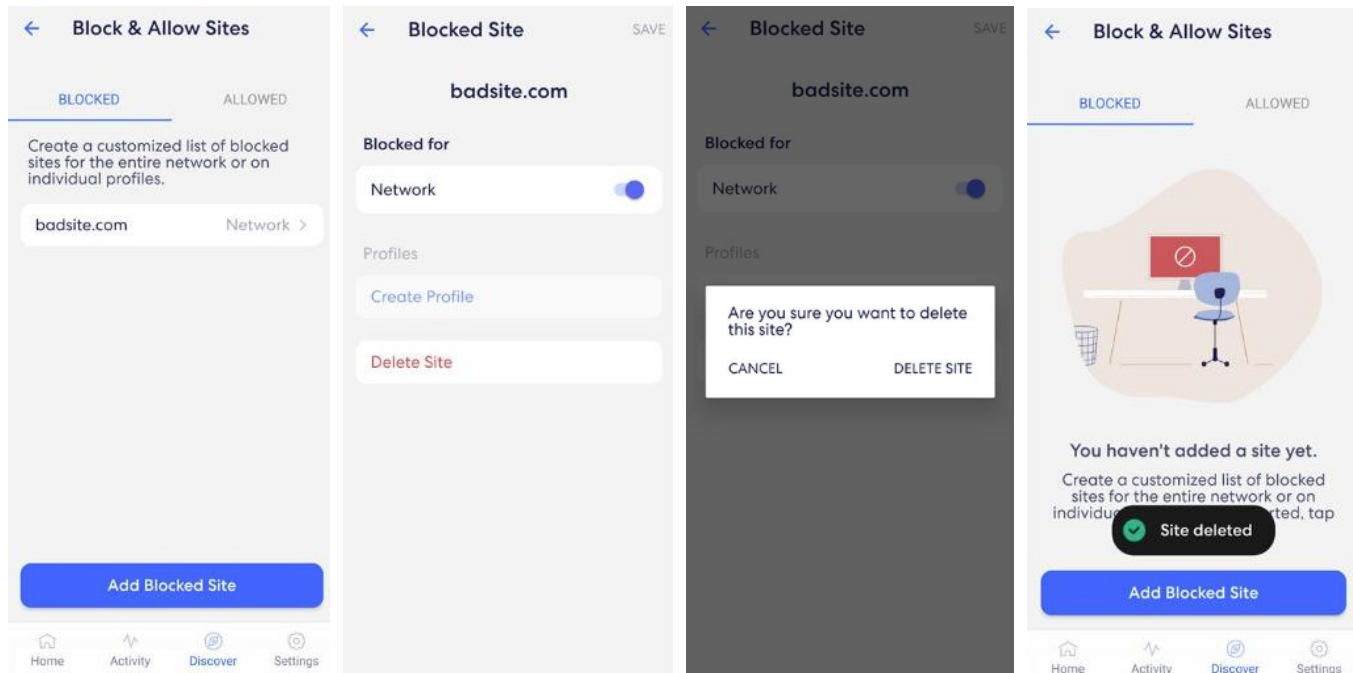 Block & Allow Sites
BLOCKED
ALLOWED
Create a customized list of blocked
sites for the entire network or on
individual profiles.
badsite.com
Network >
Add Blocked Site
Home
Activity
Discover
Settings
Blocked Site
SAVE
badsite.com
Blocked for
Network
Profiles
Create Profile
Delete Site
Blocked Site
SAVE
badsite.com
Blocked for
Network
Profiles
Are you sure you want to delete
this site?
CANCEL
DELETE SITE
Block & Allow Sites
BLOCKED
ALLOWED
You haven't added a site yet.
Create a customized list of blocked
sites for the entire network or on
tap
Site deleted
Add Blocked Site
Home
Activity
Discover
Settings